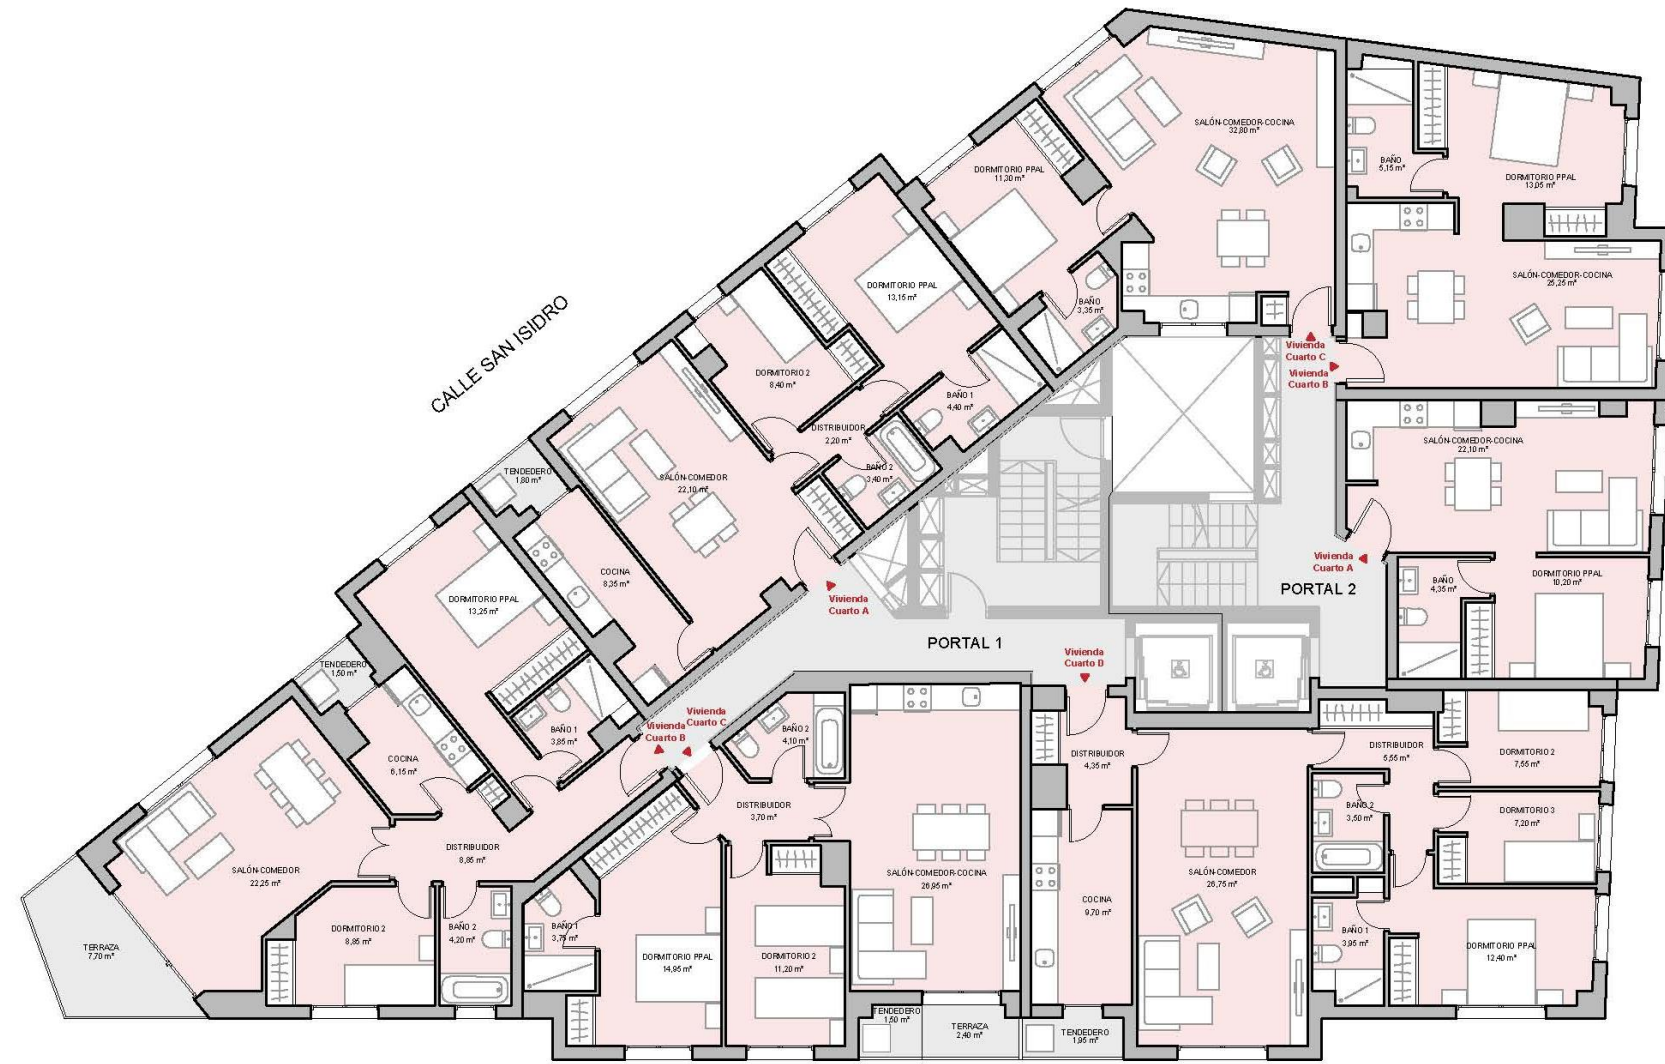 CALLE SAN ISIDRO
SALÓN-COMEDOR-COCINA
32,80 m²
DORMITORIO PPAL
11,30 m²
BAÑO
3,35 m²
BAÑO
5,15 m²
DORMITORIO PPAL
13,05 m²
SALÓN-COMEDOR-COCINA
25,25 m²
Vivienda
Cuarto C
Vivienda
Cuarto B
DORMITORIO PPAL
13,15 m²
DORMITORIO 2
8,40 m²
BAÑO 1
4,40 m²
DISTRIBUIDOR
2,20 m²
BAÑO 2
3,40 m²
SALÓN-COMEDOR
22,10 m²
TENDEDERO
1,80 m²
COCINA
8,35 m²
Vivienda
Cuarto A
SALÓN-COMEDOR-COCINA
22,10 m²
Vivienda
Cuarto A
BAÑO
4,35 m²
DORMITORIO PPAL
10,20 m²
PORTAL 2
PORTAL 1
Vivienda
Cuarto D
DORMITORIO PPAL
13,25 m²
TENDEDERO
1,50 m²
BAÑO 1
3,85 m²
COCINA
6,15 m²
Vivienda
Cuarto B
Vivienda
Cuarto C
SALÓN-COMEDOR
22,25 m²
DISTRIBUIDOR
8,85 m²
DORMITORIO 2
8,85 m²
BAÑO 2
4,20 m²
TERRAZA
7,70 m²
BAÑO 2
4,10 m²
DISTRIBUIDOR
3,70 m²
SALÓN-COMEDOR-COCINA
26,95 m²
BAÑO 1
3,75 m²
DORMITORIO PPAL
14,95 m²
DORMITORIO 2
11,20 m²
TENDEDERO
1,50 m²
TERRAZA
2,40 m²
DISTRIBUIDOR
4,35 m²
COCINA
9,70 m²
TENDEDERO
1,95 m²
SALÓN-COMEDOR
26,75 m²
DISTRIBUIDOR
5,55 m²
DORMITORIO 2
7,55 m²
BAÑO 2
3,50 m²
DORMITORIO 3
7,20 m²
BAÑO 1
3,95 m²
DORMITORIO PPAL
12,40 m²